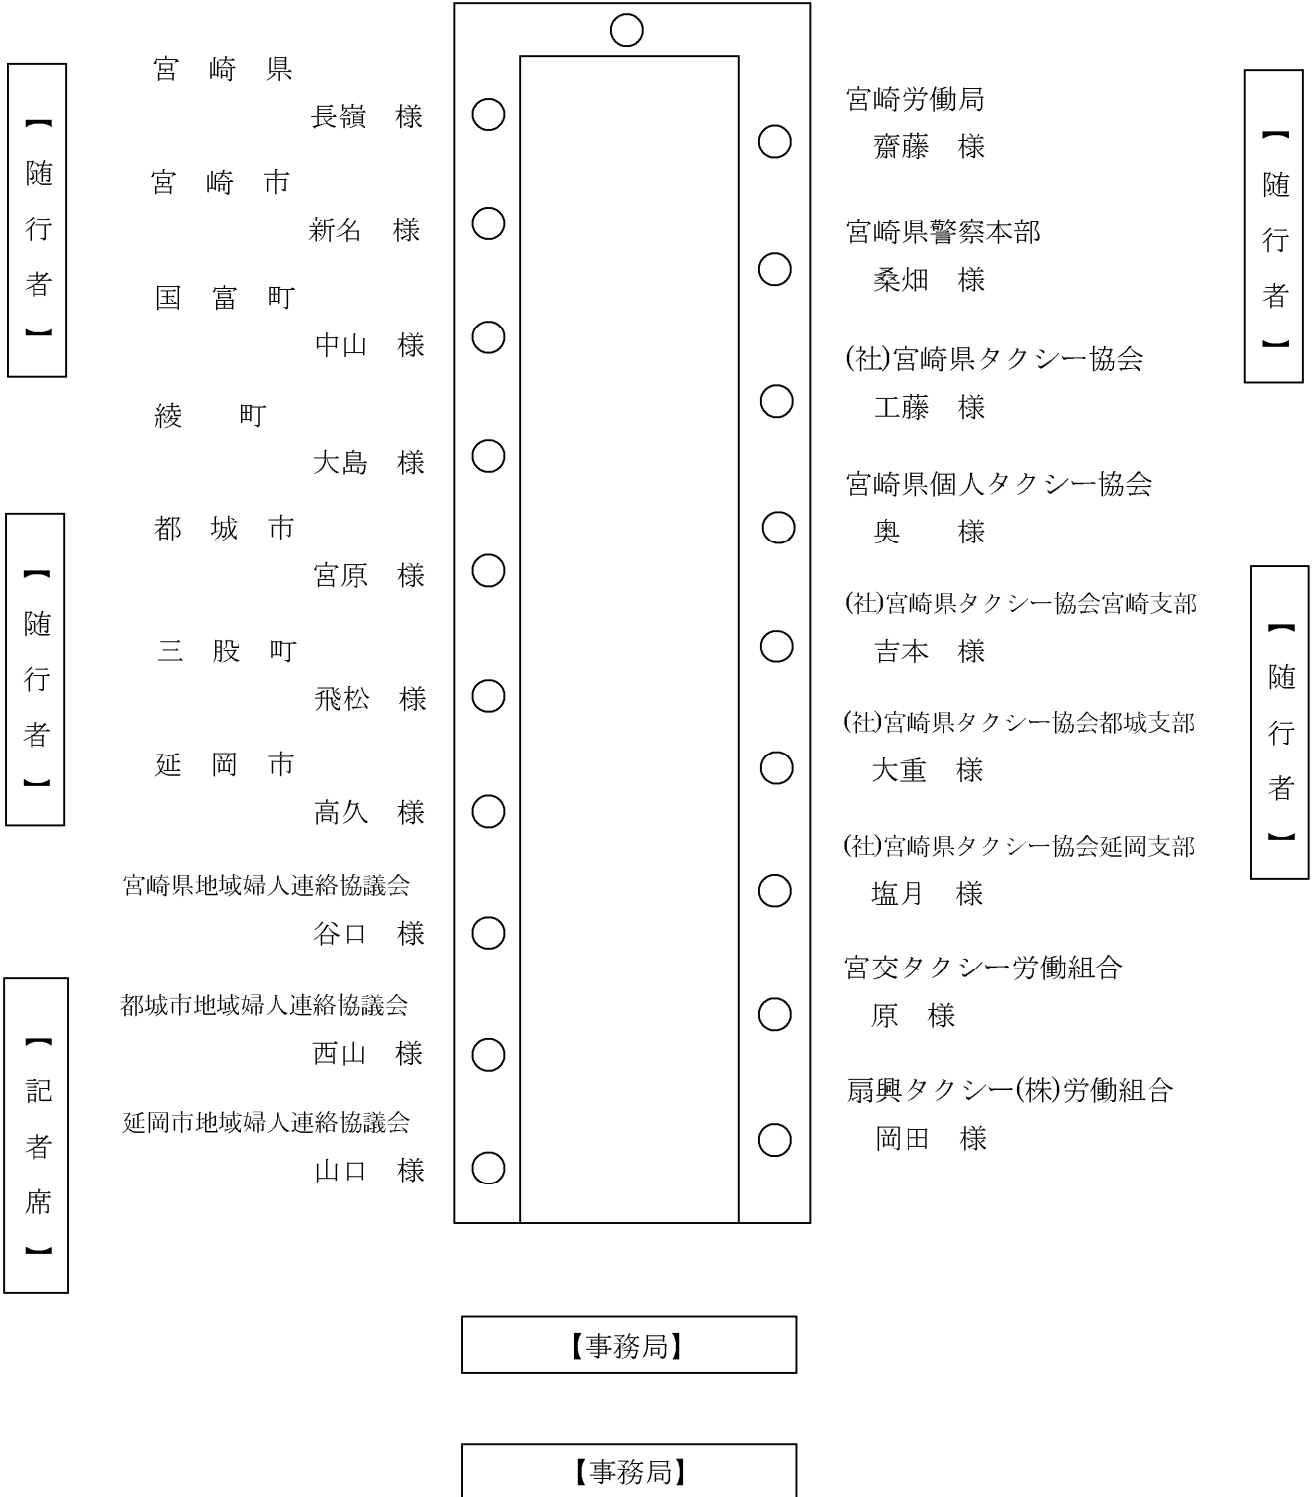 【随行者】
宮　崎　県
長嶺　様
宮　崎　市
新名　様
国　富　町
中山　様
綾　　町
大島　様
【随行者】
都　城　市
宮原　様
三　股　町
飛松　様
延　岡　市
高久　様
宮崎県地域婦人連絡協議会
谷口　様
【記者席】
都城市地域婦人連絡協議会
西山　様
延岡市地域婦人連絡協議会
山口　様
宮崎労働局
齋藤　様
宮崎県警察本部
桑畑　様
(社)宮崎県タクシー協会
工藤　様
宮崎県個人タクシー協会
奥　　様
(社)宮崎県タクシー協会宮崎支部
吉本　様
(社)宮崎県タクシー協会都城支部
大重　様
(社)宮崎県タクシー協会延岡支部
塩月　様
宮交タクシー労働組合
原　様
扇興タクシー(株)労働組合
岡田　様
【随行者】
【随行者】
【事務局】
【事務局】